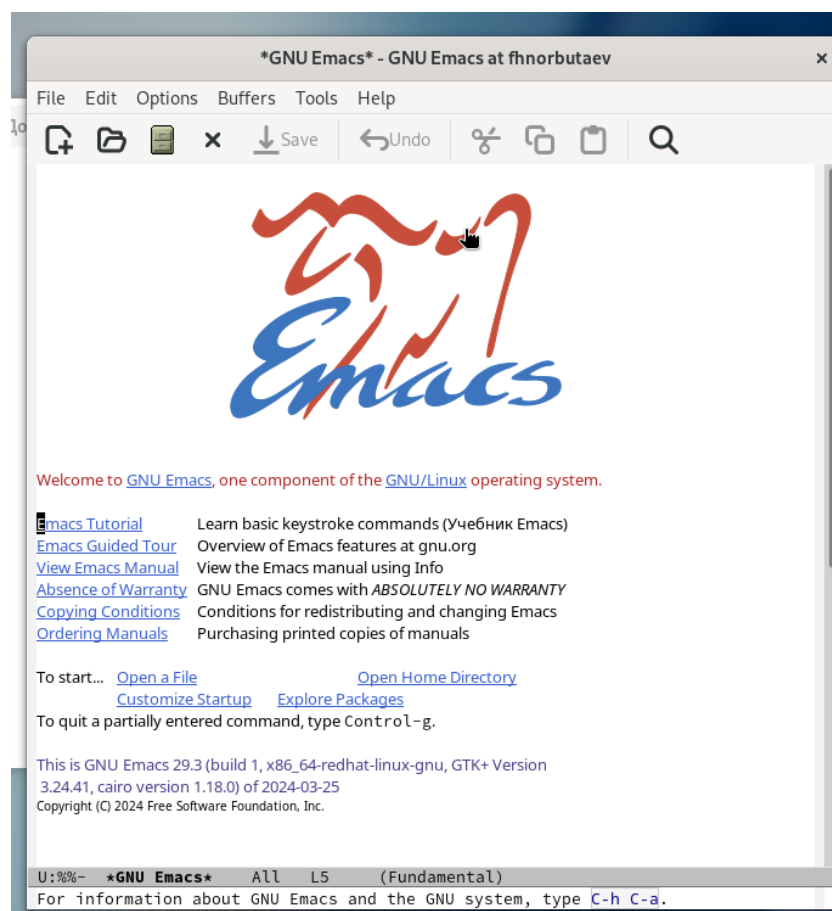 *GNU Emacs* - GNU Emacs at fhnorbutaev
File Edit Options Buffers Tools Help
Save Undo
Emacs
Welcome to GNU Emacs, one component of the GNU/Linux operating system.
Emacs Tutorial Learn basic keystroke commands (Учебник Emacs)
Emacs Guided Tour Overview of Emacs features at gnu.org
View Emacs Manual View the Emacs manual using Info
Absence of Warranty GNU Emacs comes with ABSOLUTELY NO WARRANTY
Copying Conditions Conditions for redistributing and changing Emacs
Ordering Manuals Purchasing printed copies of manuals
To start... Open a File Open Home Directory
Customize Startup Explore Packages
To quit a partially entered command, type Control-g.
This is GNU Emacs 29.3 (build 1, x86_64-redhat-linux-gnu, GTK+ Version
3.24.41, cairo version 1.18.0) of 2024-03-25
Copyright (C) 2024 Free Software Foundation, Inc.
U:%%- *GNU Emacs* All L5 (Fundamental)
For information about GNU Emacs and the GNU system, type C-h C-a.